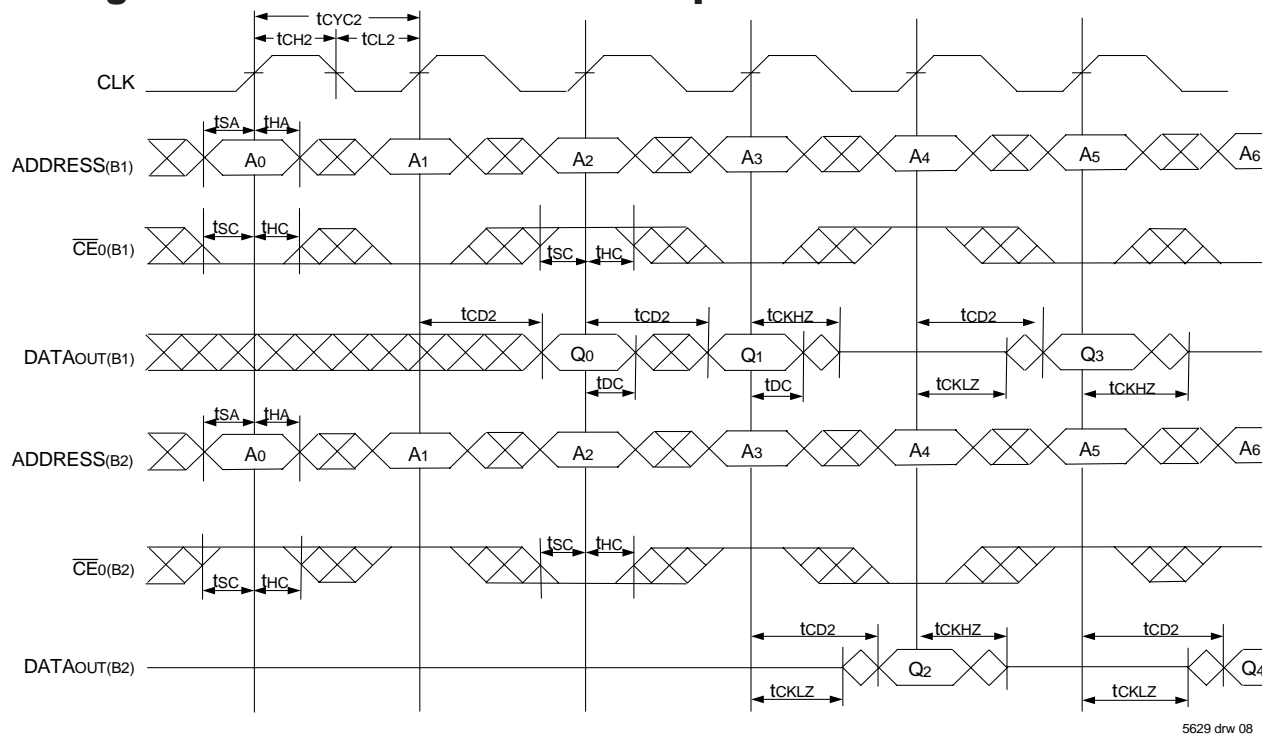 tCYC2
tCH2 tCL2
CLK
tSA tHA
ADDRESS(B1) A0 A1 A2 A3 A4 A5 A6
tSC tHC
CE0(B1)
tSC tHC
tCD2 tCD2 tCKHZ tCD2
DATAOUT(B1) Q0 Q1 Q3
tDC tDC tCKLZ tCKHZ
tSA tHA
ADDRESS(B2) A0 A1 A2 A3 A4 A5 A6
tSC tHC
CE0(B2)
tSC tHC
tCD2 tCKHZ tCD2
DATAOUT(B2) Q2 Q4
tCKLZ tCKLZ
5629 drw 08